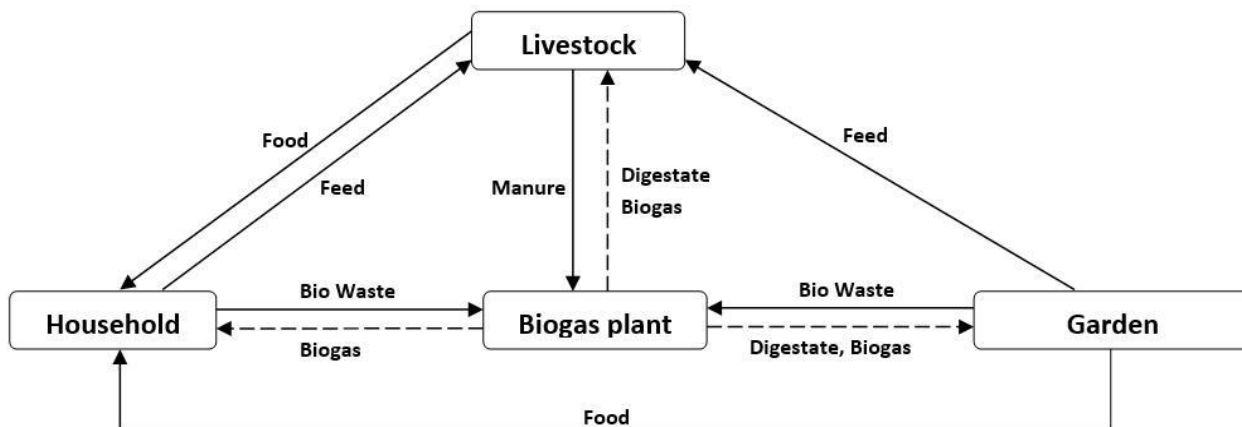 Livestock
Food
Feed
Feed
Manure
Digestate
Biogas
Bio Waste
Bio Waste
Household
Biogas plant
Garden
Biogas
Digestate, Biogas
Food